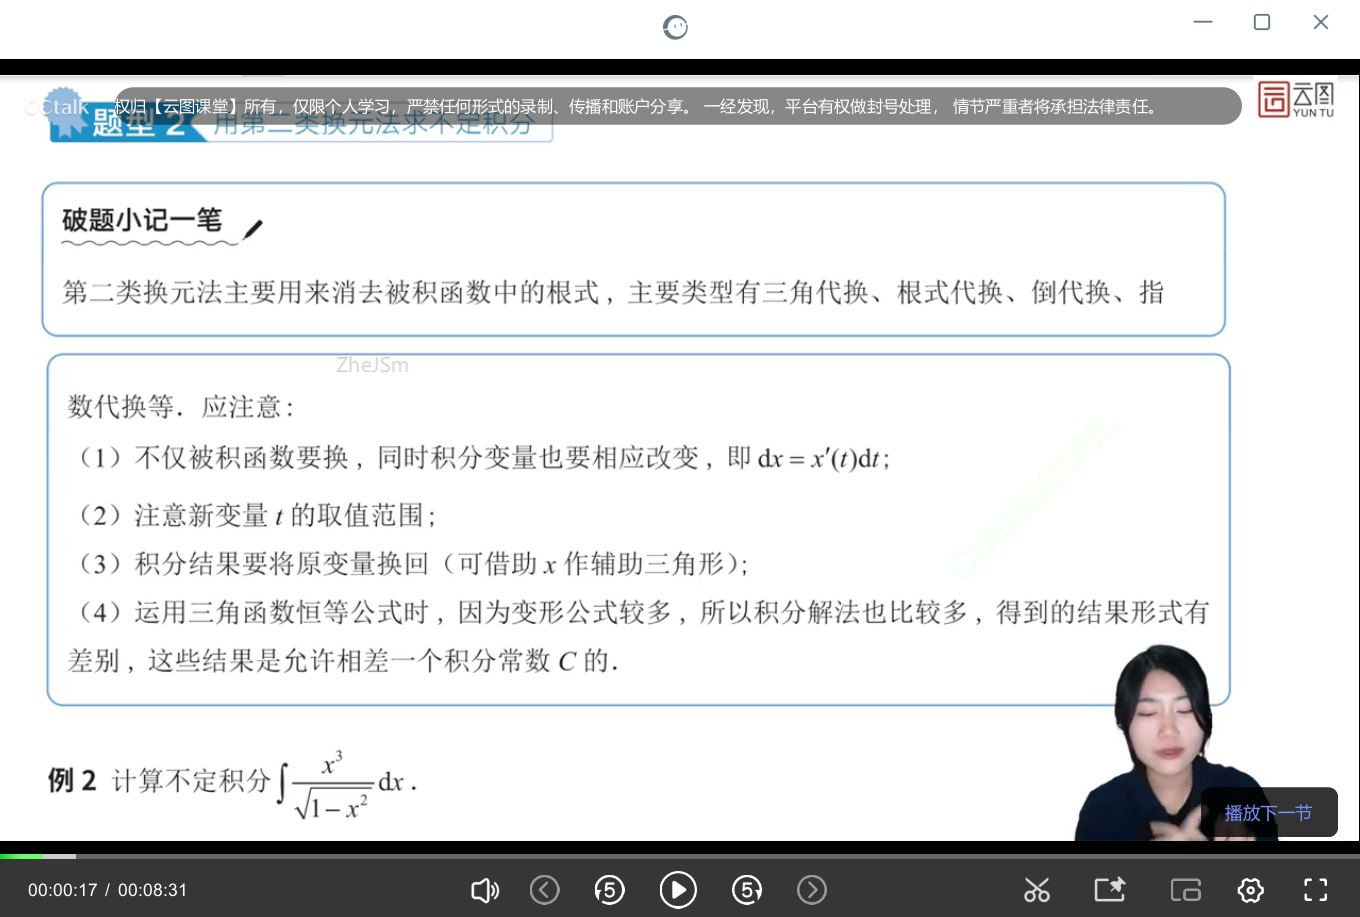 CCtalk
权归【云图课堂】所有，仅限个人学习，严禁任何形式的录制、传播和账户分享。 一经发现，平台有权做封号处理， 情节严重者将承担法律责任。
云图
YUN TU
题型 2 用第二类换元法求不定积分
破题小记一笔
第二类换元法主要用来消去被积函数中的根式，主要类型有三角代换、根式代换、倒代换、指
ZheJSm
数代换等．应注意：
（1）不仅被积函数要换，同时积分变量也要相应改变，即 dx = x′(t)dt；
（2）注意新变量 t 的取值范围；
（3）积分结果要将原变量换回（可借助 x 作辅助三角形）；
（4）运用三角函数恒等公式时，因为变形公式较多，所以积分解法也比较多，得到的结果形式有
差别，这些结果是允许相差一个积分常数 C 的．
例 2 计算不定积分 ∫ x³/√(1−x²) dx．
播放下一节
00:00:17 / 00:08:31
5
5